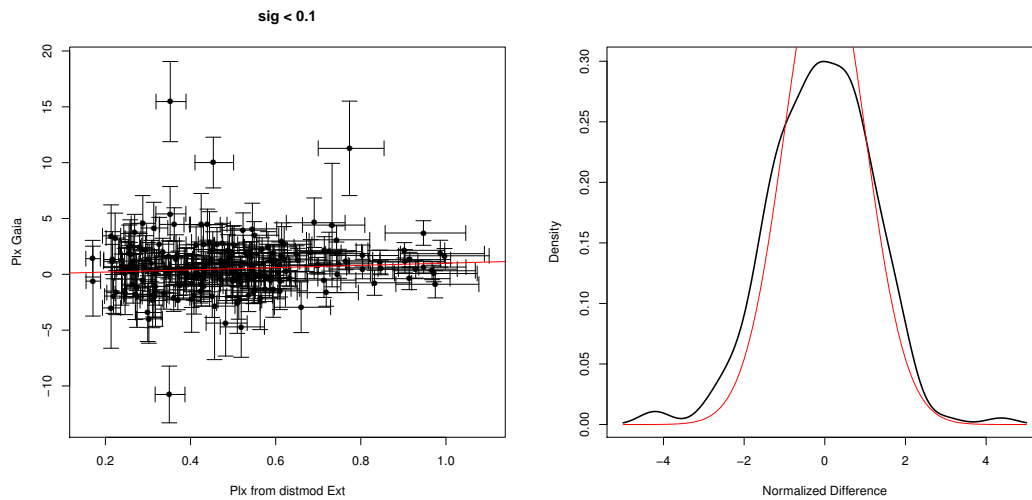 sig < 0.1
Plx Gaia
20
15
10
5
0
−5
−10
0.2 0.4 0.6 0.8 1.0
Plx from distmod Ext
Density
0.30
0.25
0.20
0.15
0.10
0.05
0.00
−4 −2 0 2 4
Normalized Difference